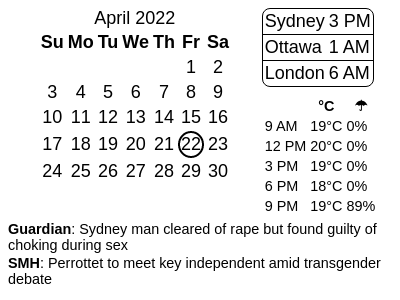 April 2022
Su Mo Tu We Th Fr Sa
1 2
3 4 5 6 7 8 9
10 11 12 13 14 15 16
17 18 19 20 21 22 23
24 25 26 27 28 29 30
Sydney 3 PM
Ottawa 1 AM
London 6 AM
°C ☂
9 AM 19°C 0%
12 PM 20°C 0%
3 PM 19°C 0%
6 PM 18°C 0%
9 PM 19°C 89%
Guardian: Sydney man cleared of rape but found guilty of
choking during sex
SMH: Perrottet to meet key independent amid transgender
debate